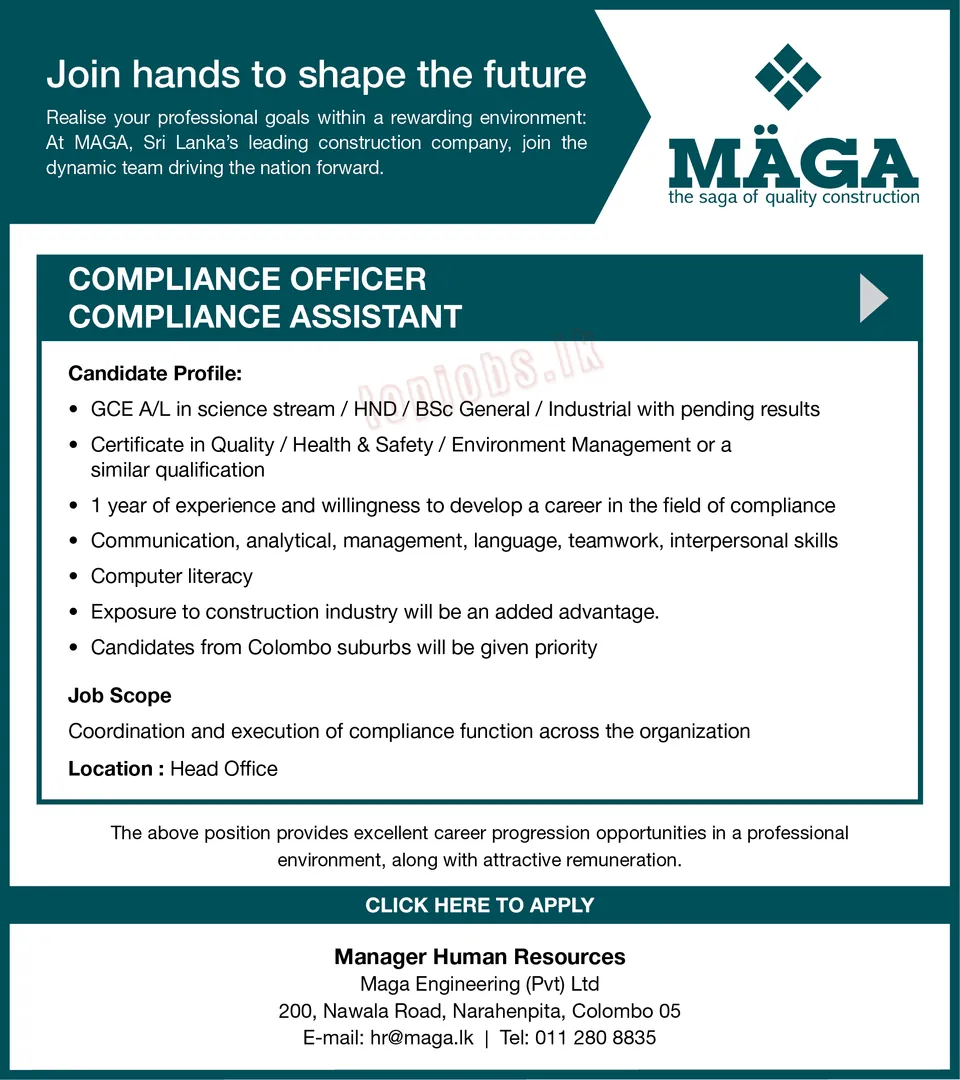 Join hands to shape the future
Realise your professional goals within a rewarding environment:
At MAGA, Sri Lanka's leading construction company, join the
dynamic team driving the nation forward.
MÄGA
the saga of quality construction
COMPLIANCE OFFICER
COMPLIANCE ASSISTANT
topjobs.lk
Candidate Profile:
• GCE A/L in science stream / HND / BSc General / Industrial with pending results
• Certificate in Quality / Health & Safety / Environment Management or a
similar qualification
• 1 year of experience and willingness to develop a career in the field of compliance
• Communication, analytical, management, language, teamwork, interpersonal skills
• Computer literacy
• Exposure to construction industry will be an added advantage.
• Candidates from Colombo suburbs will be given priority
Job Scope
Coordination and execution of compliance function across the organization
Location : Head Office
The above position provides excellent career progression opportunities in a professional
environment, along with attractive remuneration.
CLICK HERE TO APPLY
Manager Human Resources
Maga Engineering (Pvt) Ltd
200, Nawala Road, Narahenpita, Colombo 05
E-mail: hr@maga.lk | Tel: 011 280 8835